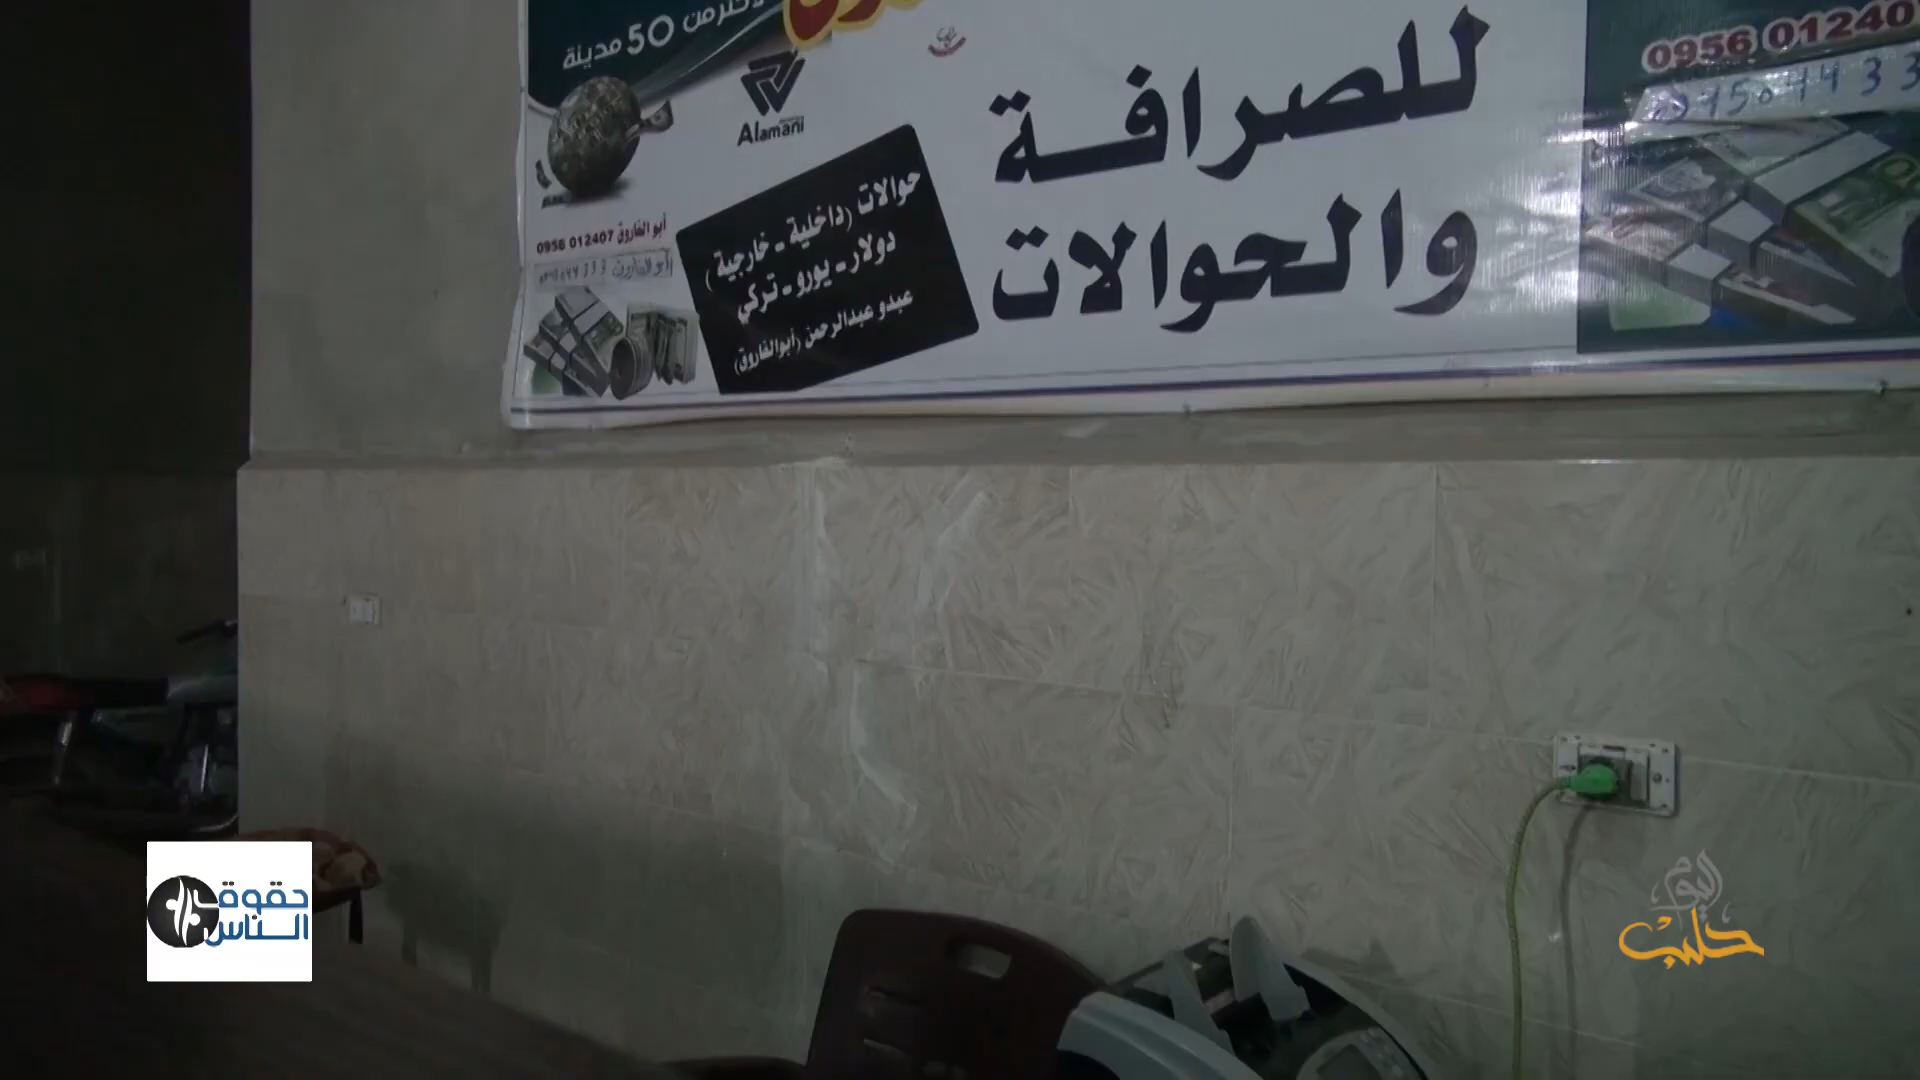 لأكثر من 50 مدينة
Alamani
للصرافة
والحوالات
حوالات (داخلية - خارجية)
دولار - يورو - تركي
عبدو عبدالرحمن (أبوالفاروق)
أبو الفاروق 0956 012407
أبو الفاروق
0956 01240
حقوق
الناس
حلب
اليوم